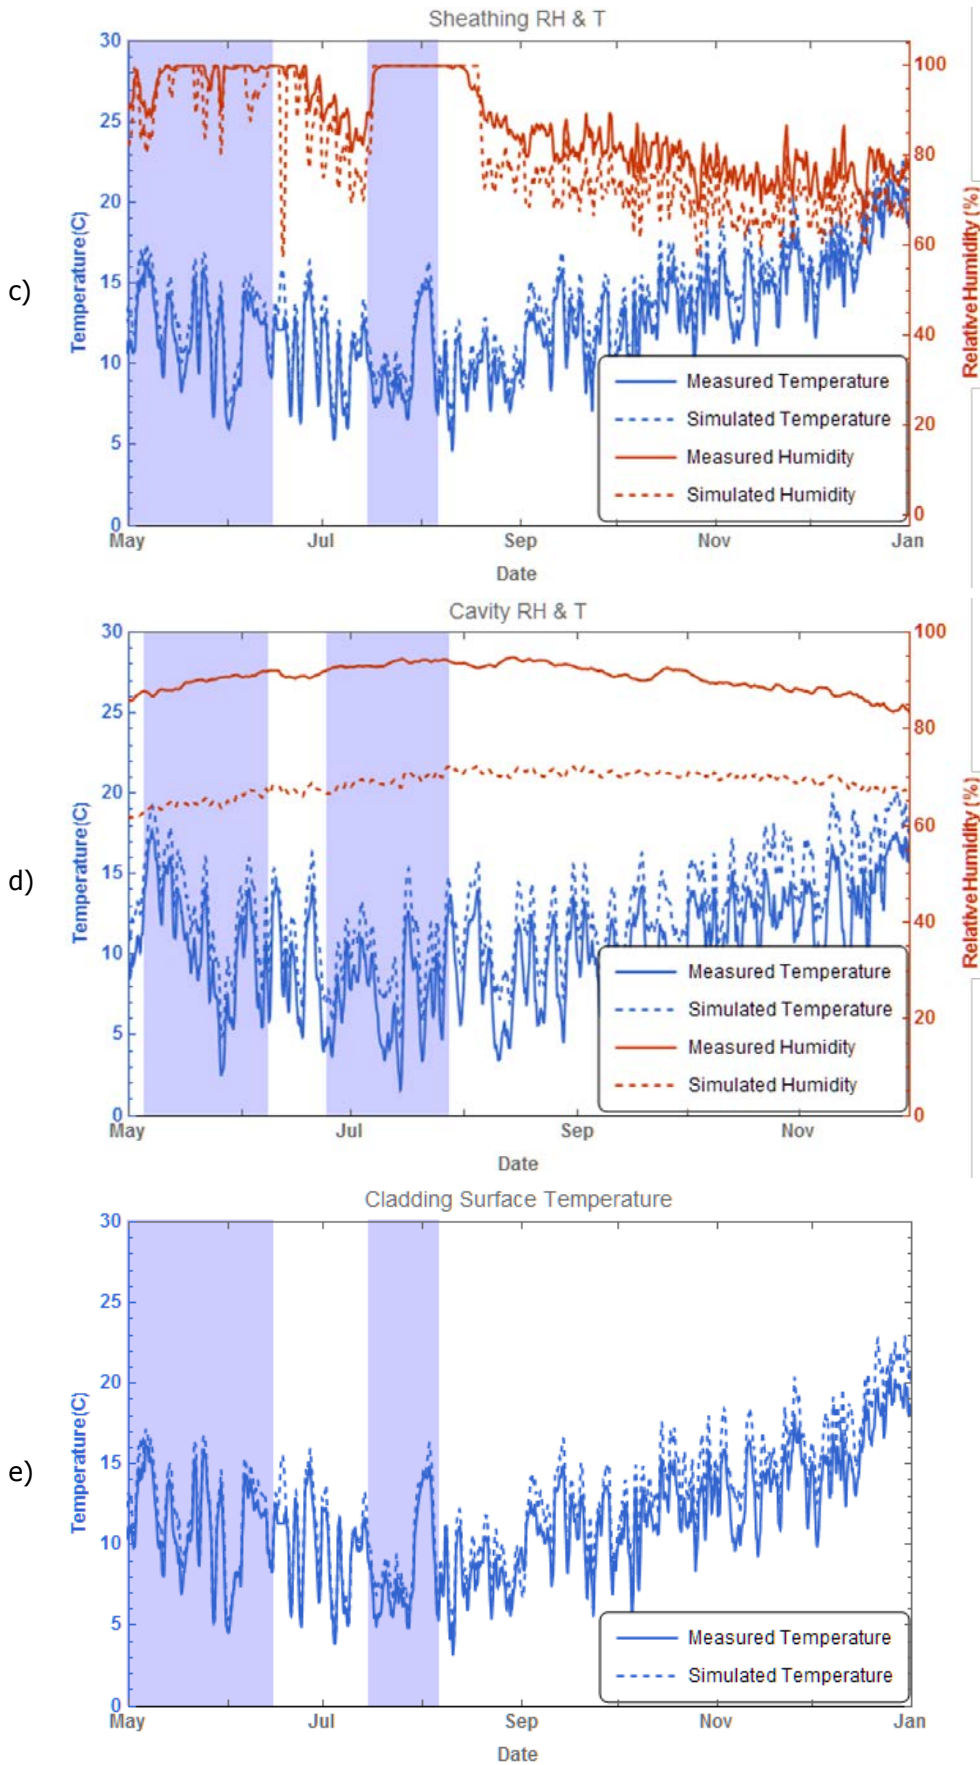 Sheathing RH & T
30
25
20
15
10
5
0
100
80
60
40
20
0
Temperature(C)
Relative Humidity (%)
c)
Measured Temperature
Simulated Temperature
Measured Humidity
Simulated Humidity
May Jul Sep Nov Jan
Date
Cavity RH & T
30
25
20
15
10
5
0
100
80
60
40
20
0
Temperature(C)
Relative Humidity (%)
d)
Measured Temperature
Simulated Temperature
Measured Humidity
Simulated Humidity
May Jul Sep Nov
Date
Cladding Surface Temperature
30
25
20
15
10
5
0
Temperature(C)
e)
Measured Temperature
Simulated Temperature
May Jul Sep Nov Jan
Date